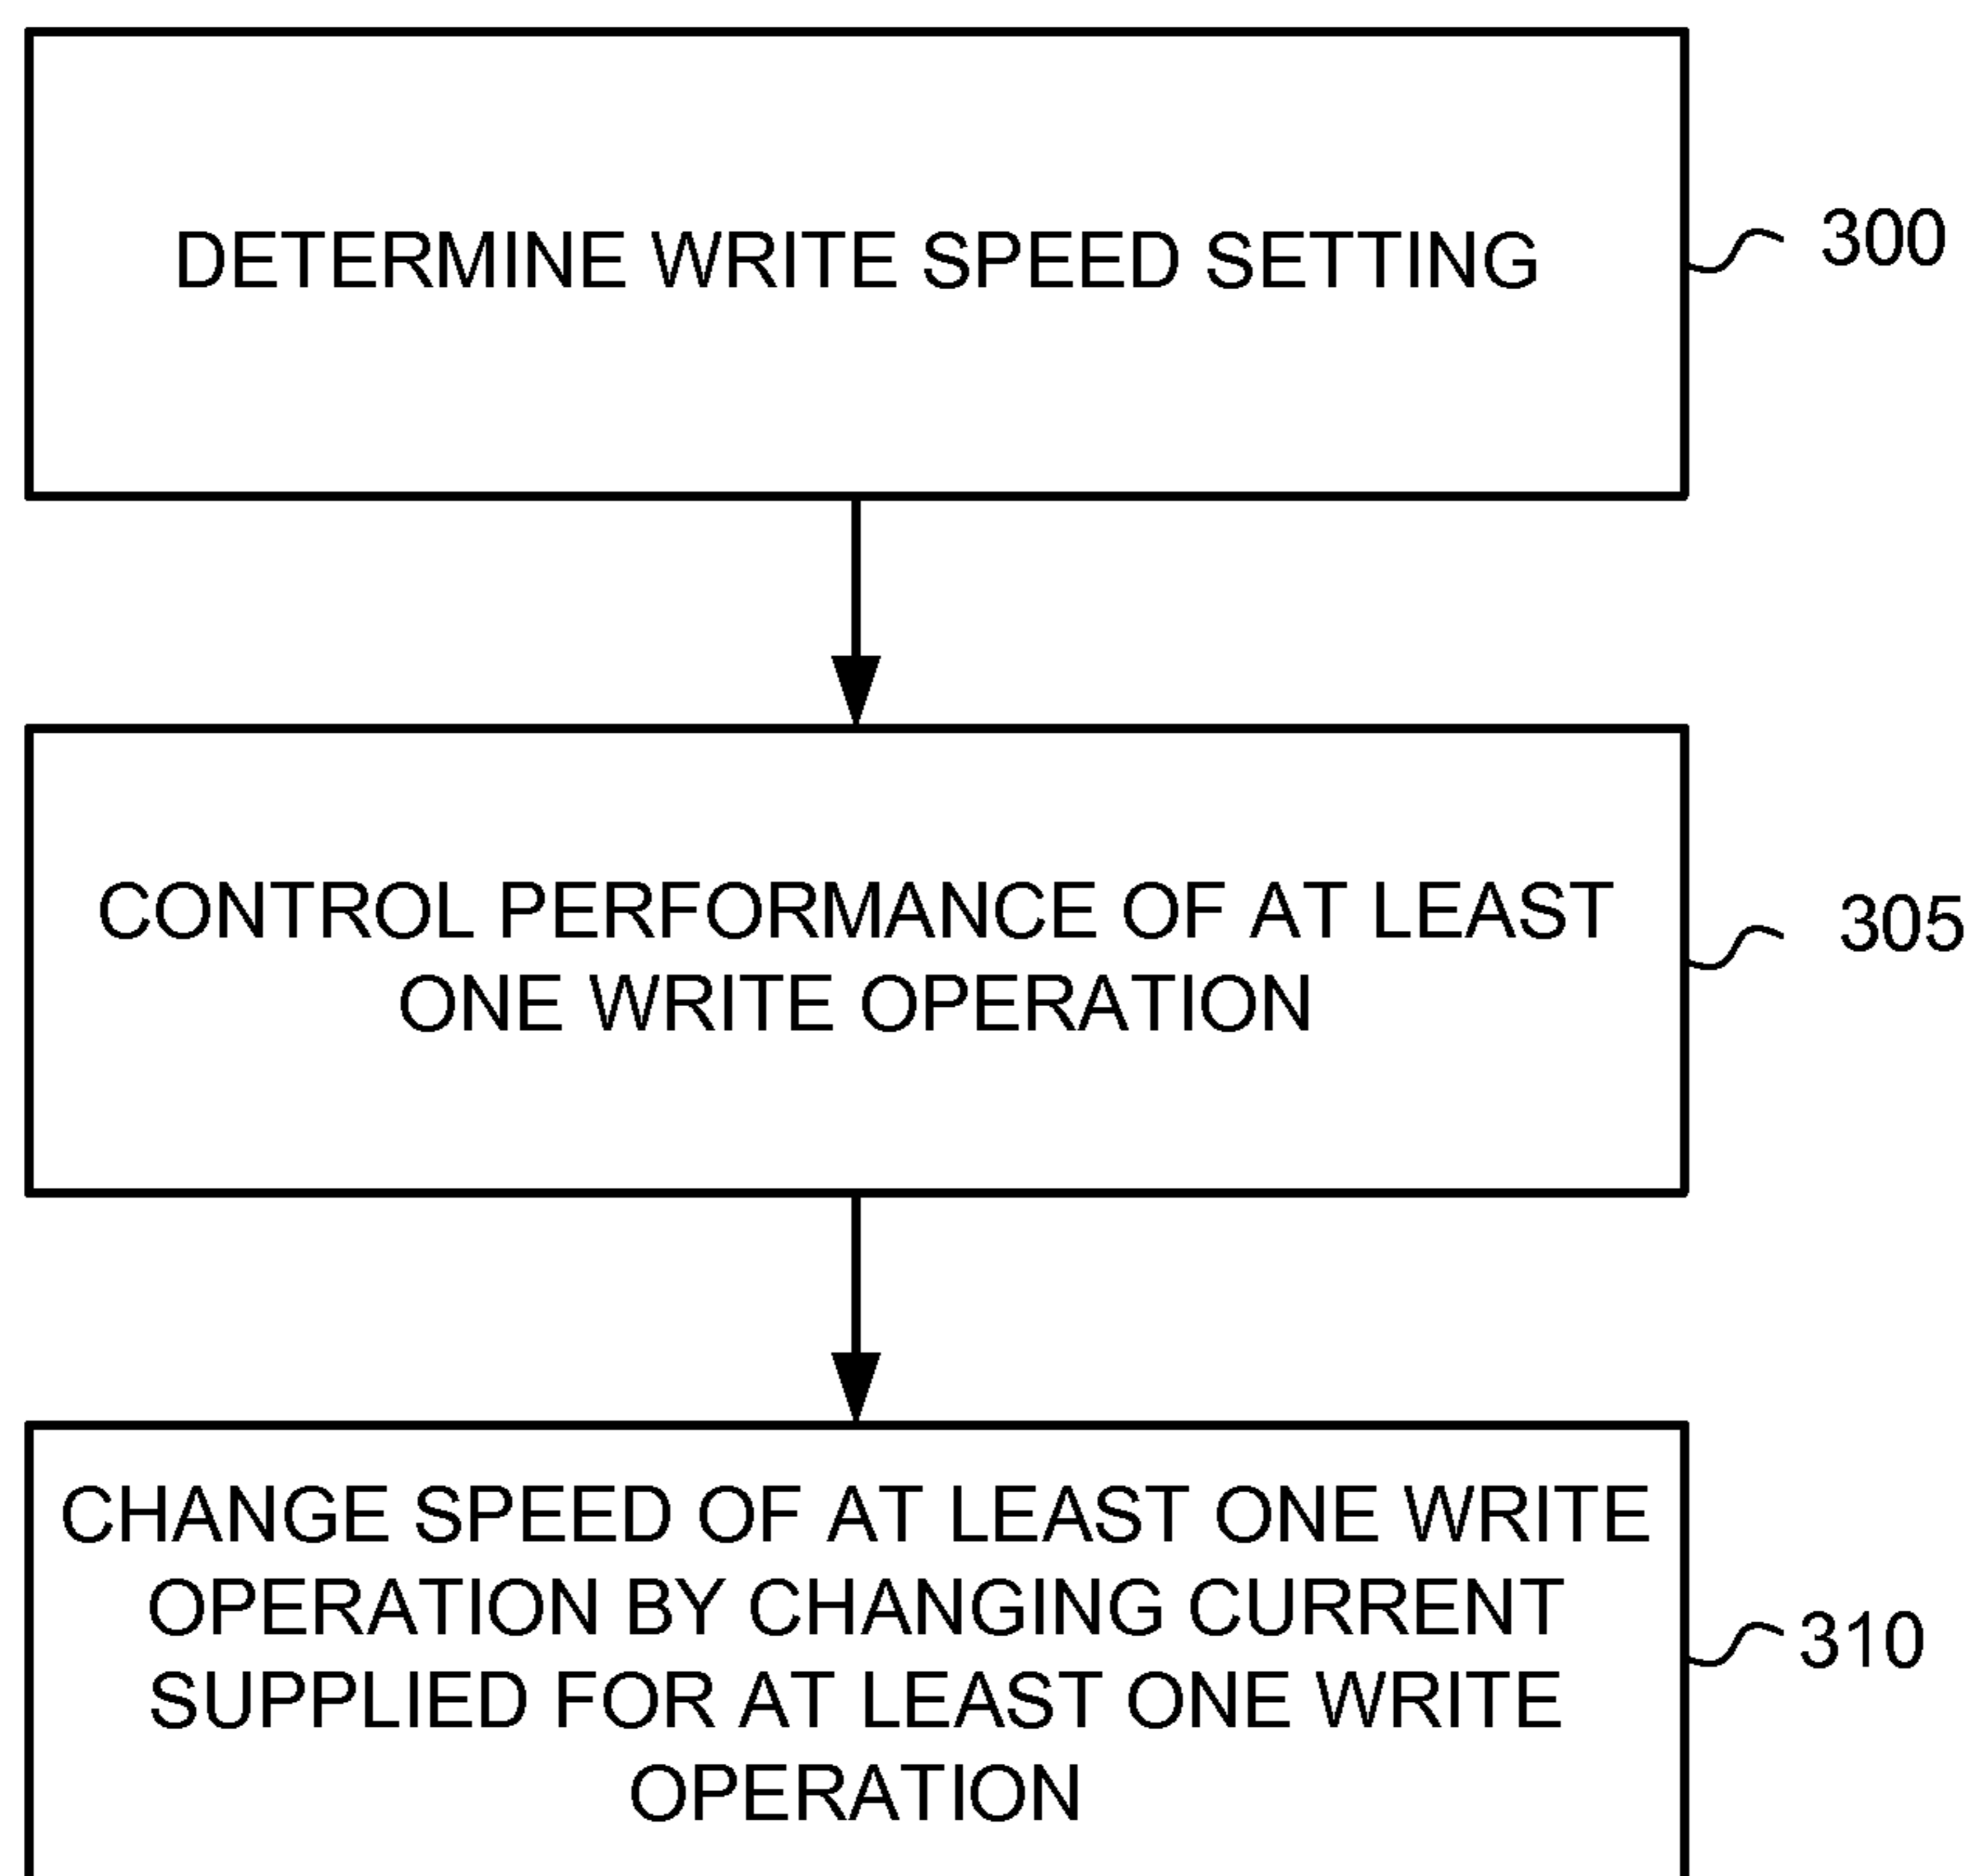 DETERMINE WRITE SPEED SETTING
300
CONTROL PERFORMANCE OF AT LEAST
ONE WRITE OPERATION
305
CHANGE SPEED OF AT LEAST ONE WRITE
OPERATION BY CHANGING CURRENT
SUPPLIED FOR AT LEAST ONE WRITE
OPERATION
310